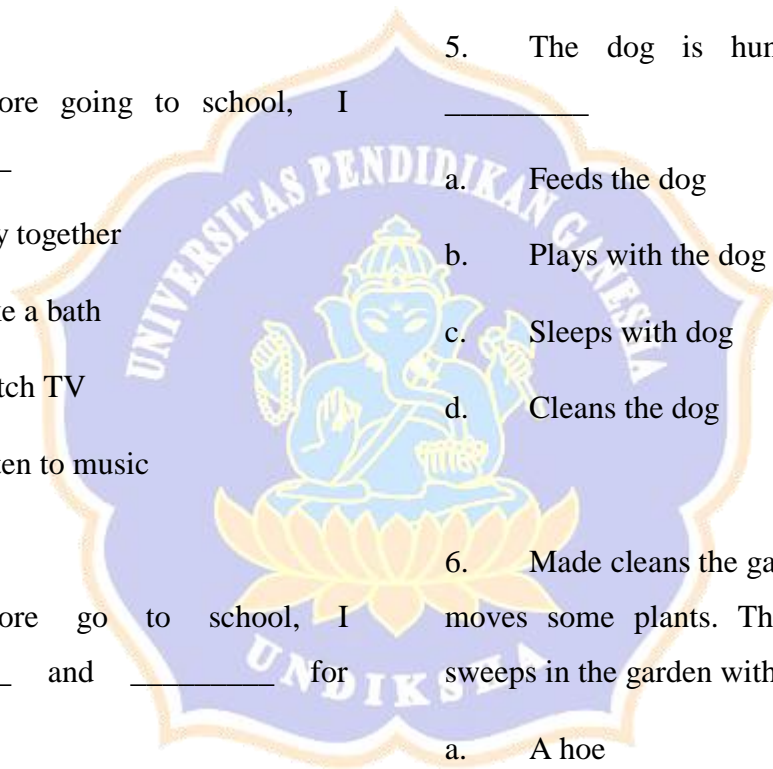 ore going to school, I
_
y together
ke a bath
tch TV
ten to music
ore go to school, I
_ and _________ for
5. The dog is hun
_________
a. Feeds the dog
b. Plays with the dog
c. Sleeps with dog
d. Cleans the dog
6. Made cleans the ga
moves some plants. Th
sweeps in the garden with
a. A hoe
UNIVERSITAS PENDIDIKAN GANESHA
UNDIKSHA